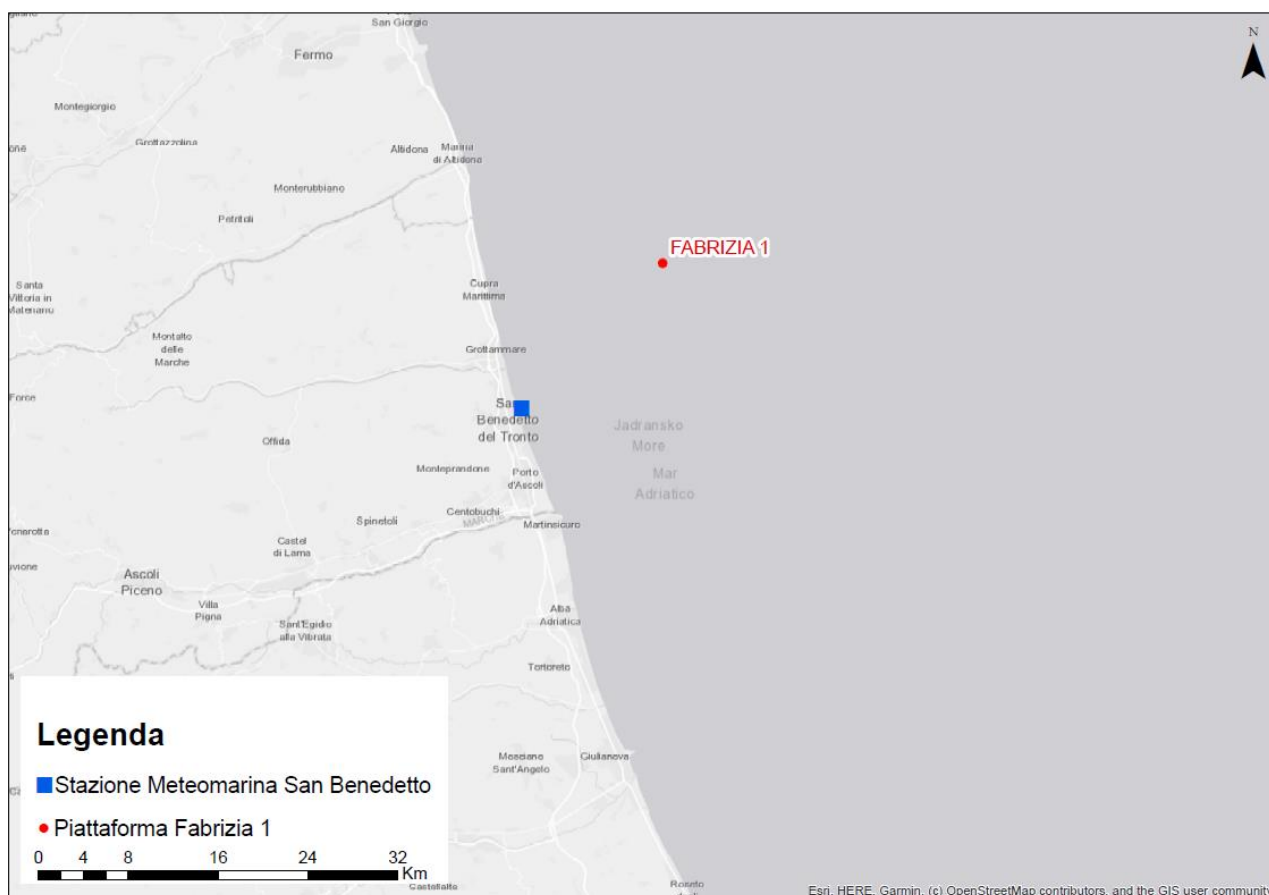 San Giorgio
Fermo
N
Montegiorgio
Grottazzolina
Altidona
Marina
di Altidona
Monterubbiano
Petritoli
FABRIZIA 1
Santa
Vittoria in
Cupra
Marittima
Montalto
delle
Marche
Grottammare
Force
San
Benedetto
del Tronto
Jadransko
More
Offida
Monteprandone
Porto
d'Ascoli
Mar
Adriatico
Centobuchi
MARCHE
Spinetoli
Martinsicuro
Castel
di Lama
Ascoli
Piceno
Villa
Pigna
Sant'Egidio
alla Vibrata
Alba
Adriatica
Tortoreto
Mosciano
Sant'Angelo
Giulianova
Legenda
Stazione Meteomarina San Benedetto
Piattaforma Fabrizia 1
0 4 8 16 24 32
Km
Castellalto
Roseto
Esri, HERE, Garmin, (c) OpenStreetMap contributors, and the GIS user community